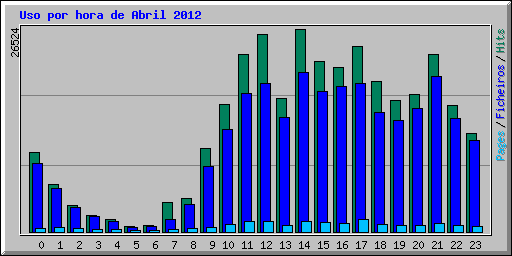 Uso por hora de Abril 2012
26524
Pages / Ficheiros / Hits
0 1 2 3 4 5 6 7 8 9 10 11 12 13 14 15 16 17 18 19 20 21 22 23